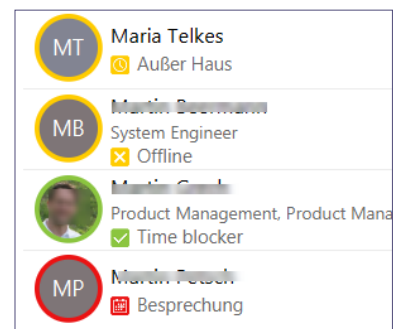 MT
Maria Telkes
Außer Haus
MB
System Engineer
Offline
Product Management, Product Mana
Time blocker
MP
Besprechung